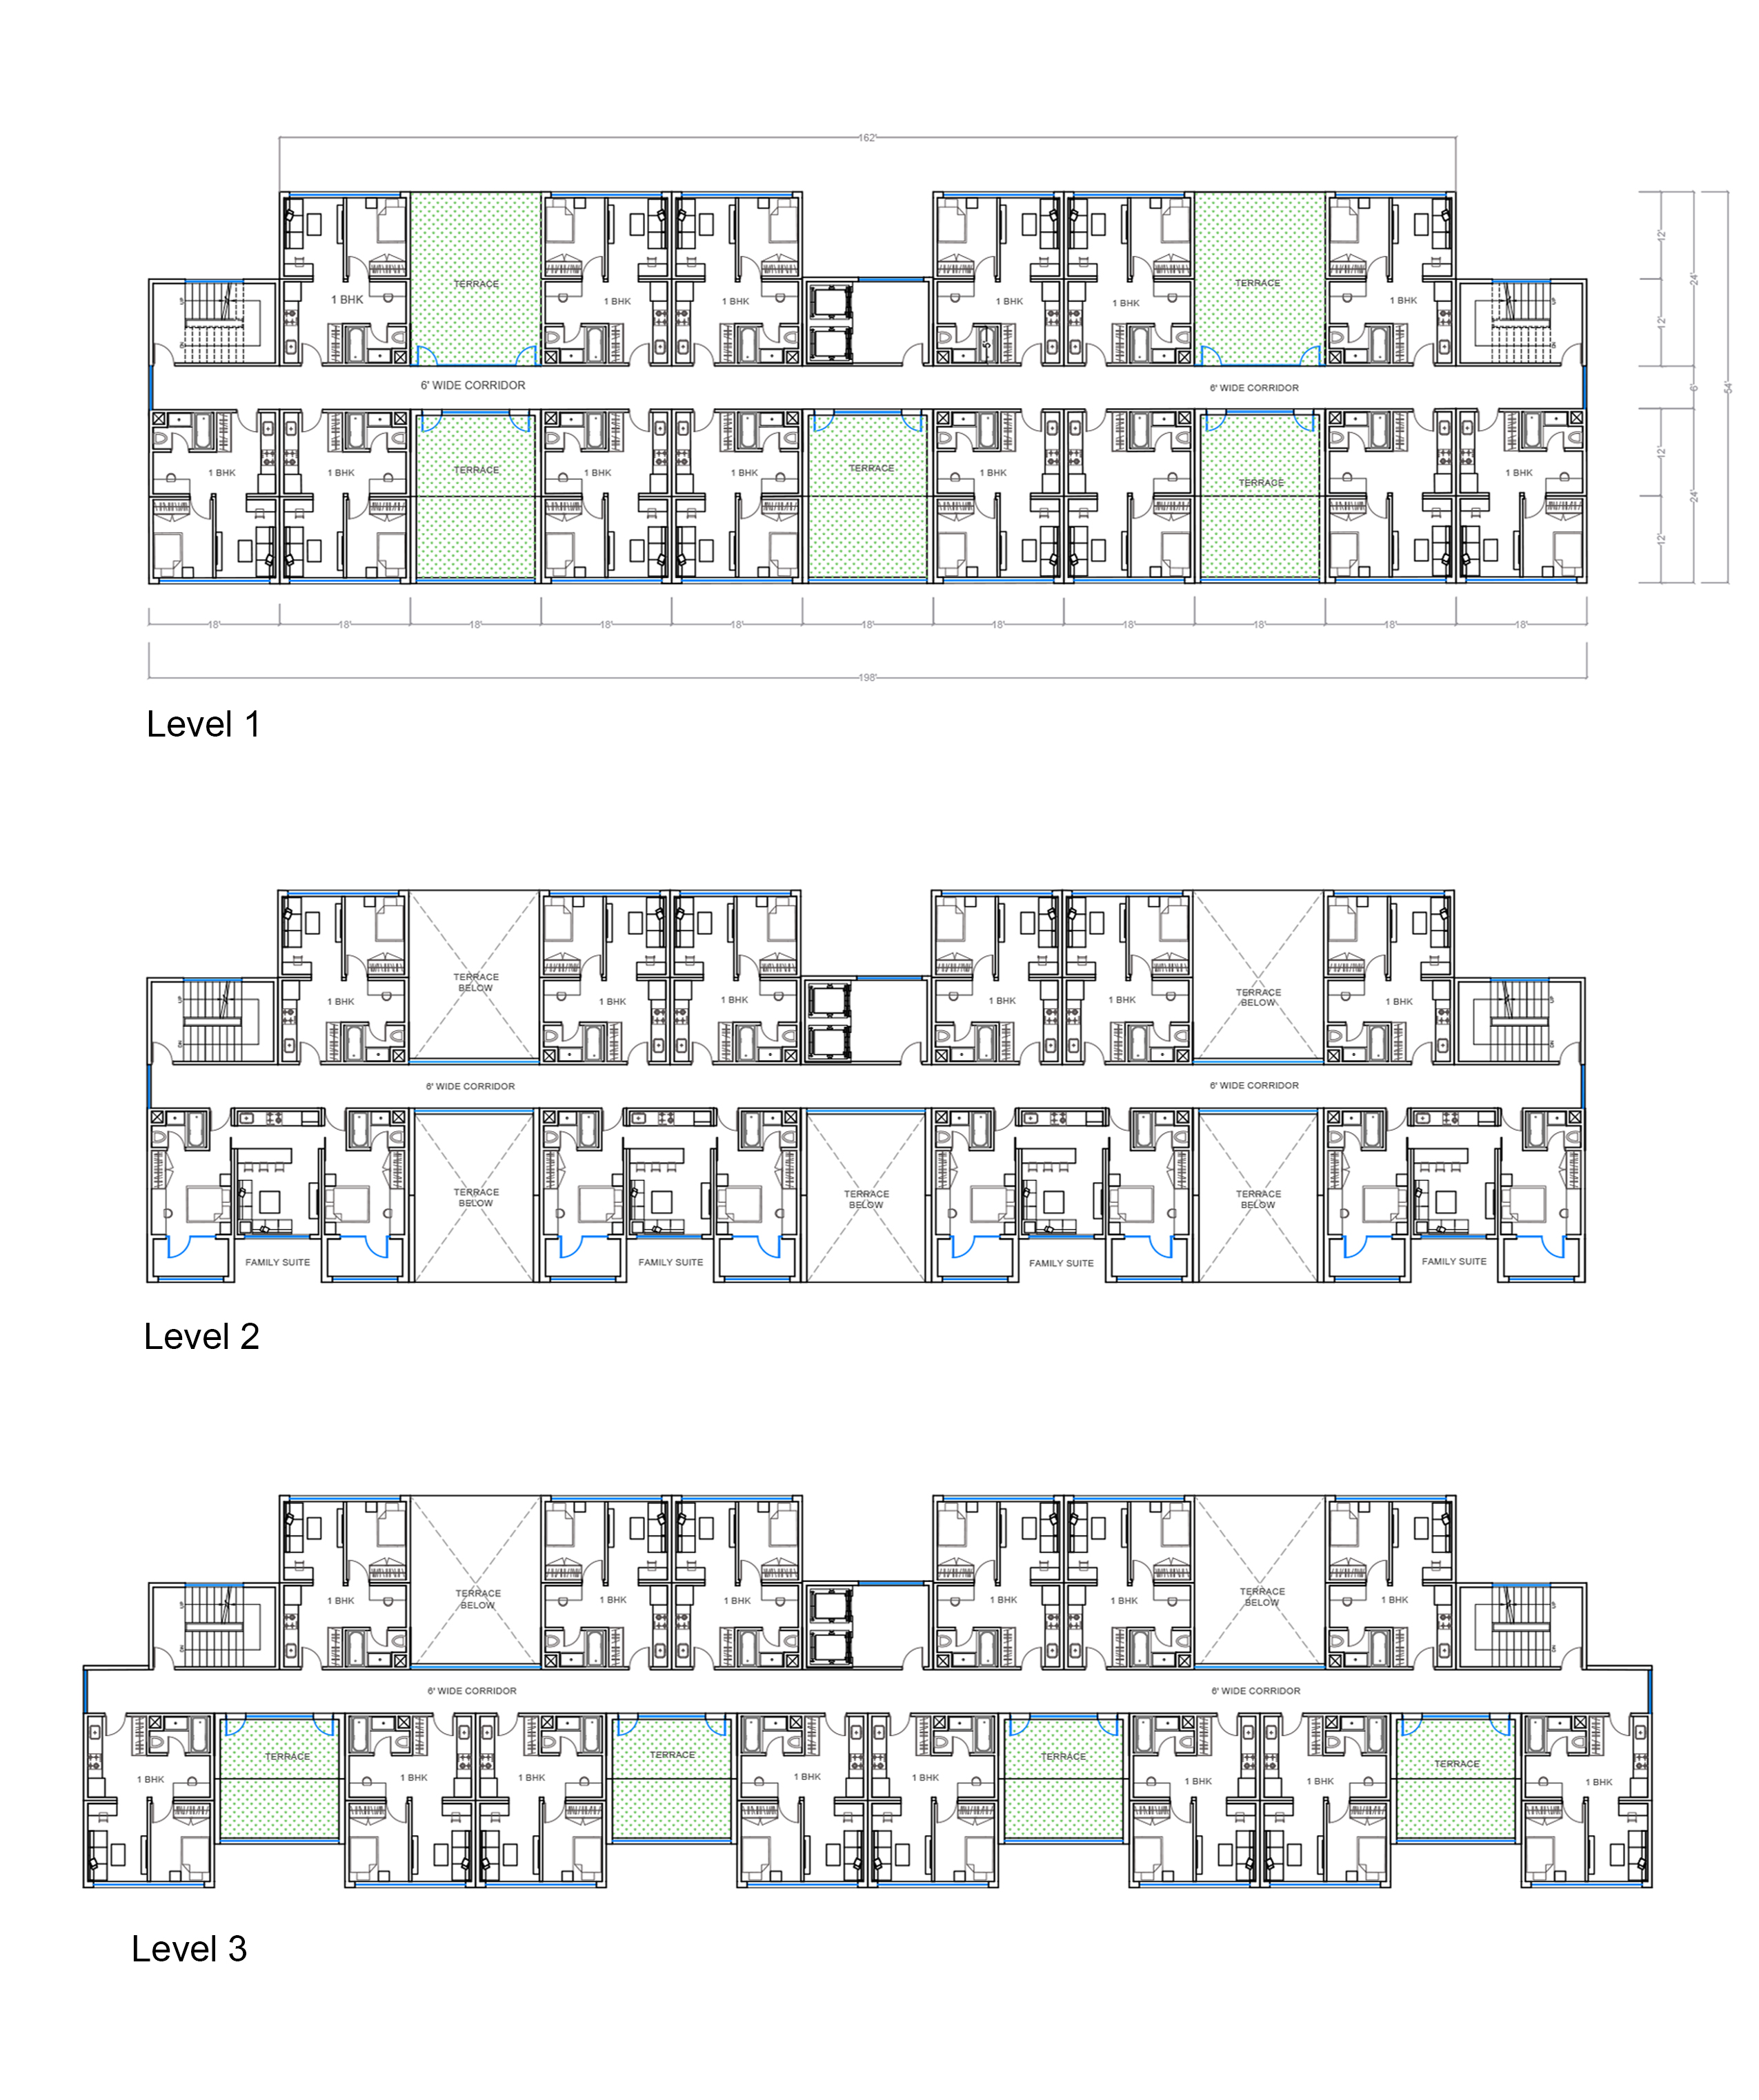 162'
TERRACE
TERRACE
1 BHK
1 BHK
1 BHK
1 BHK
1 BHK
1 BHK
12'
24'
12'
6' WIDE CORRIDOR
6' WIDE CORRIDOR
6'
54'
1 BHK
1 BHK
TERRACE
1 BHK
1 BHK
TERRACE
1 BHK
TERRACE
1 BHK
12'
24'
12'
18'
18'
18'
18'
18'
18'
18'
18'
18'
18'
18'
198'
Level 1
TERRACE
BELOW
TERRACE
BELOW
1 BHK
1 BHK
1 BHK
1 BHK
1 BHK
1 BHK
6' WIDE CORRIDOR
6' WIDE CORRIDOR
TERRACE
BELOW
TERRACE
BELOW
TERRACE
BELOW
FAMILY SUITE
FAMILY SUITE
FAMILY SUITE
FAMILY SUITE
Level 2
TERRACE
BELOW
TERRACE
BELOW
1 BHK
1 BHK
1 BHK
1 BHK
1 BHK
1 BHK
6' WIDE CORRIDOR
6' WIDE CORRIDOR
TERRACE
TERRACE
TERRACE
TERRACE
1 BHK
1 BHK
1 BHK
1 BHK
1 BHK
1 BHK
1 BHK
1 BHK
Level 3